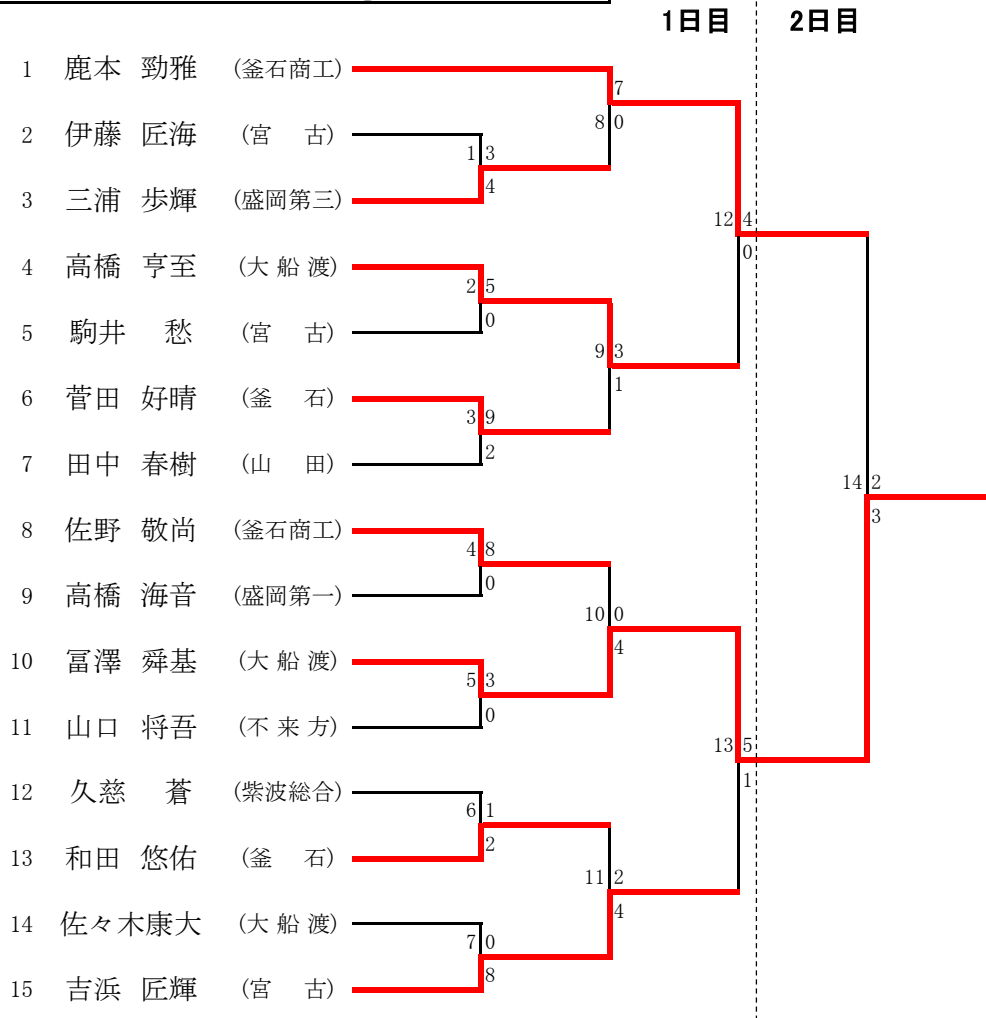 1日目 2日目
1 鹿本 勁雅 (釜石商工)
7
8 0
2 伊藤 匠海 (宮 古)
1 3
4
3 三浦 歩輝 (盛岡第三)
12 4
0
4 高橋 亨至 (大 船 渡)
2 5
0
5 駒井 愁 (宮 古)
9 3
1
6 菅田 好晴 (釜 石)
3 9
2
7 田中 春樹 (山 田)
14 2
3
8 佐野 敬尚 (釜石商工)
4 8
0
9 高橋 海音 (盛岡第一)
10 0
4
10 冨澤 舜基 (大 船 渡)
5 3
0
11 山口 将吾 (不 来 方)
13 5
1
12 久慈 蒼 (紫波総合)
6 1
2
13 和田 悠佑 (釜 石)
11 2
4
14 佐々木康大 (大 船 渡)
7 0
8
15 吉浜 匠輝 (宮 古)